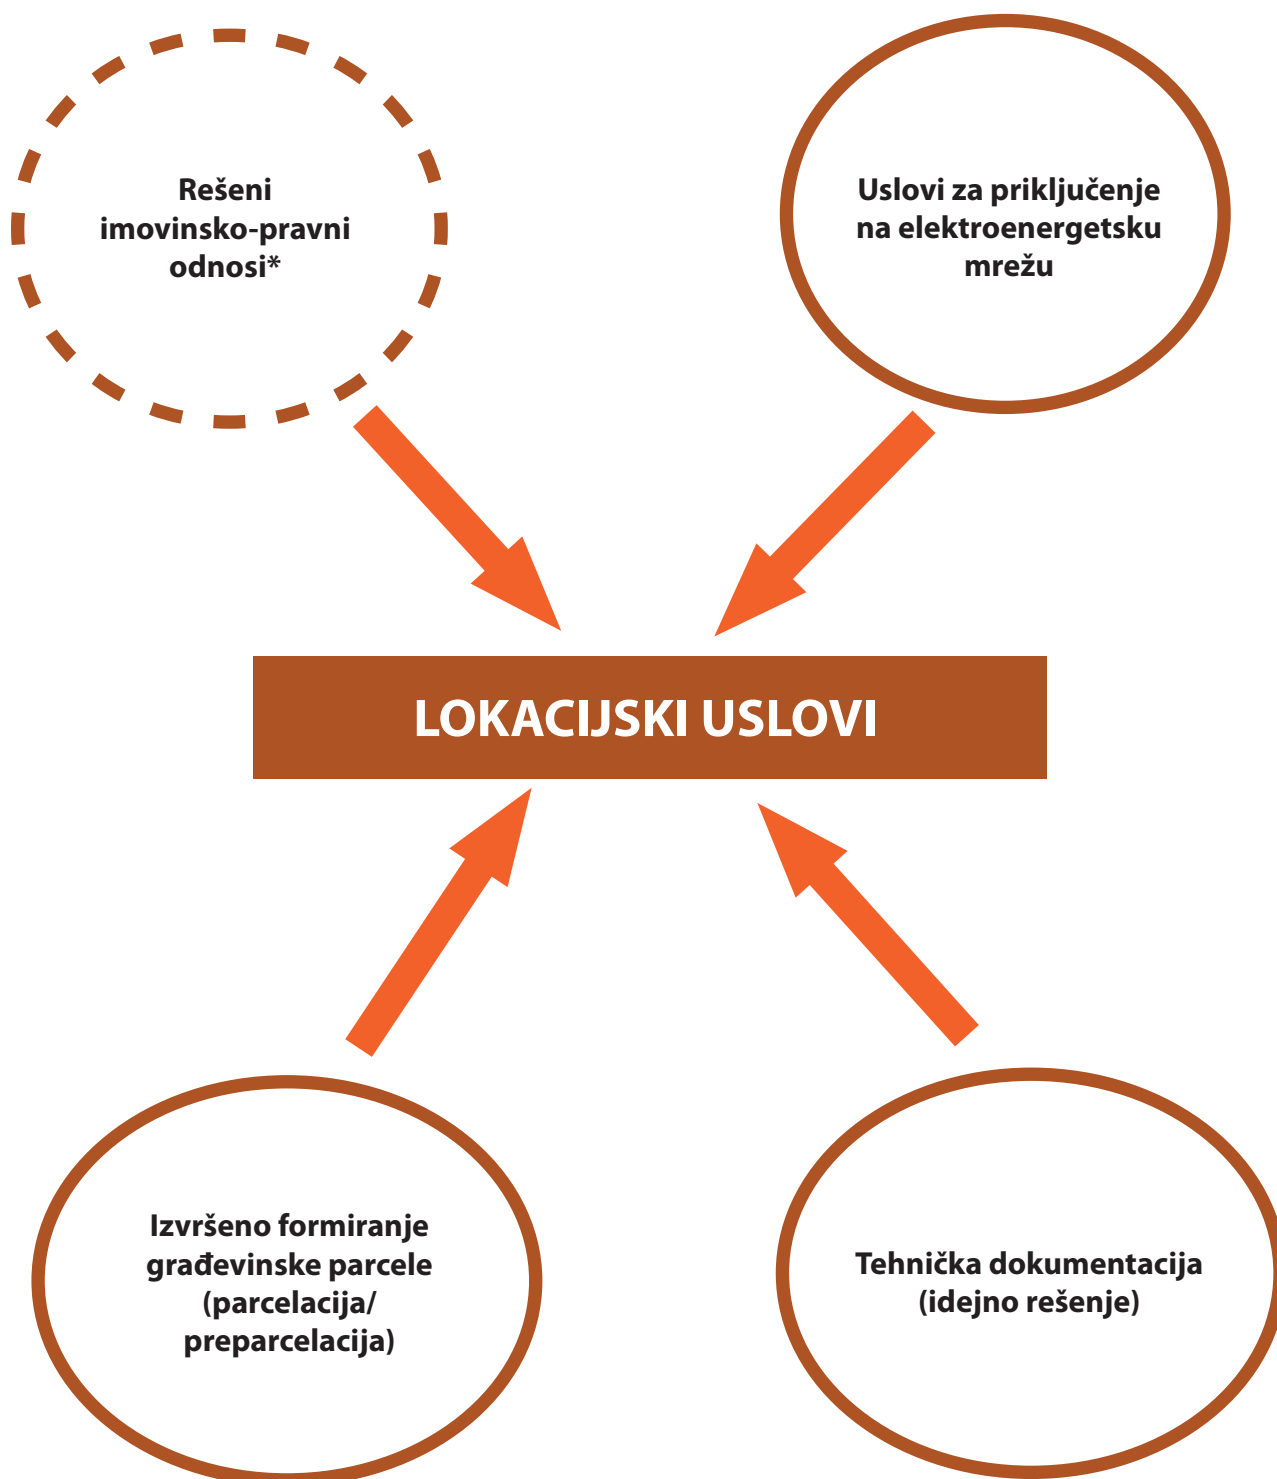 Rešeni
imovinsko-pravni
odnosi*
Uslovi za priključenje
na elektroenergetsku
mrežu
LOKACIJSKI USLOVI
Izvršeno formiranje
građevinske parcele
(parcelacija/
preparcelacija)
Tehnička dokumentacija
(idejno rešenje)